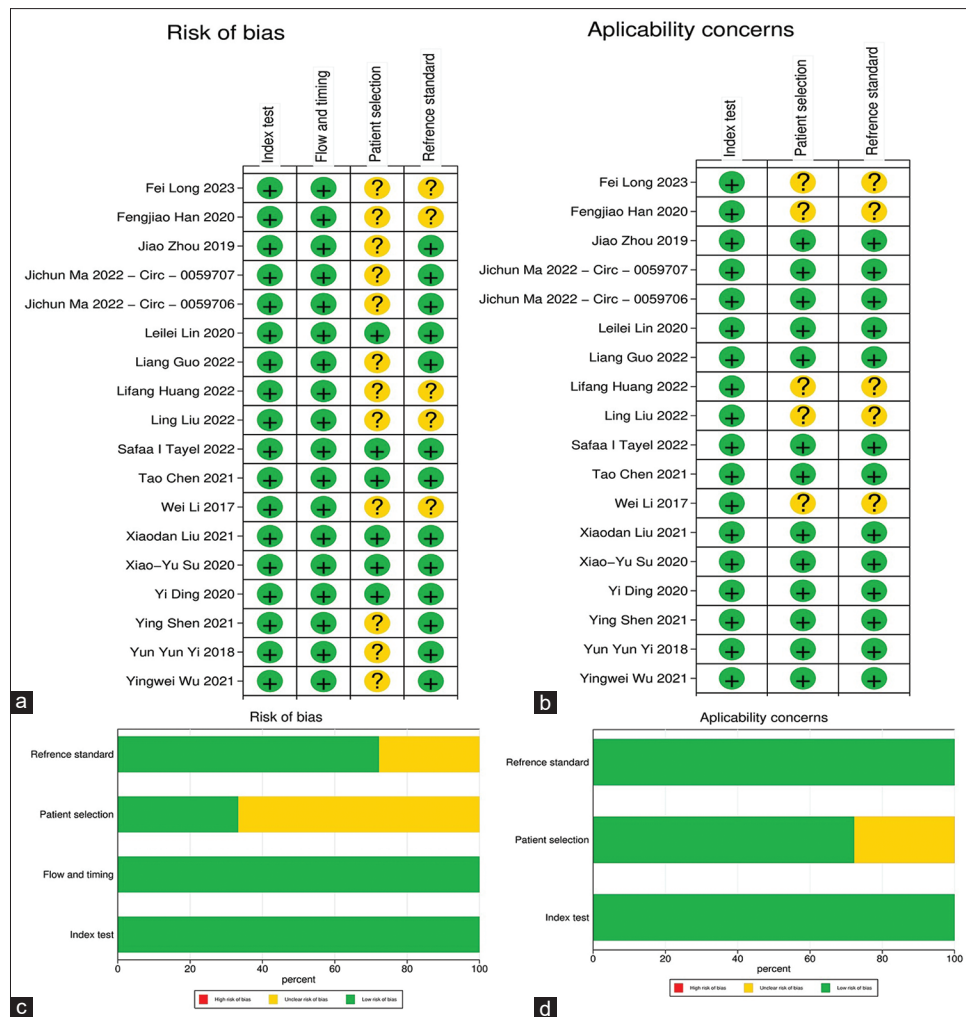 Risk of bias
Index test
Flow and timing
Patient selection
Refrence standard
Fei Long 2023 + + ? ?
Fengjiao Han 2020 + + ? ?
Jiao Zhou 2019 + + ? +
Jichun Ma 2022 – Circ – 0059707 + + ? +
Jichun Ma 2022 – Circ – 0059706 + + ? +
Leilei Lin 2020 + + + +
Liang Guo 2022 + + ? +
Lifang Huang 2022 + + ? ?
Ling Liu 2022 + + ? ?
Safaa I Tayel 2022 + + + +
Tao Chen 2021 + + + +
Wei Li 2017 + + ? ?
Xiaodan Liu 2021 + + + +
Xiao–Yu Su 2020 + + + +
Yi Ding 2020 + + + +
Ying Shen 2021 + + ? +
Yun Yun Yi 2018 + + ? +
Yingwei Wu 2021 + + ? +
a
Aplicability concerns
Index test
Patient selection
Refrence standard
Fei Long 2023 + ? ?
Fengjiao Han 2020 + ? ?
Jiao Zhou 2019 + + +
Jichun Ma 2022 – Circ – 0059707 + + +
Jichun Ma 2022 – Circ – 0059706 + + +
Leilei Lin 2020 + + +
Liang Guo 2022 + + +
Lifang Huang 2022 + ? ?
Ling Liu 2022 + ? ?
Safaa I Tayel 2022 + + +
Tao Chen 2021 + + +
Wei Li 2017 + ? ?
Xiaodan Liu 2021 + + +
Xiao–Yu Su 2020 + + +
Yi Ding 2020 + + +
Ying Shen 2021 + + +
Yun Yun Yi 2018 + + +
Yingwei Wu 2021 + + +
b
Risk of bias
Refrence standard
Patient selection
Flow and timing
Index test
0 20 40 60 80 100
percent
High risk of bias Unclear risk of bias Low risk of bias
c
Aplicability concerns
Refrence standard
Patient selection
Index test
0 20 40 60 80 100
percent
High risk of bias Unclear risk of bias Low risk of bias
d